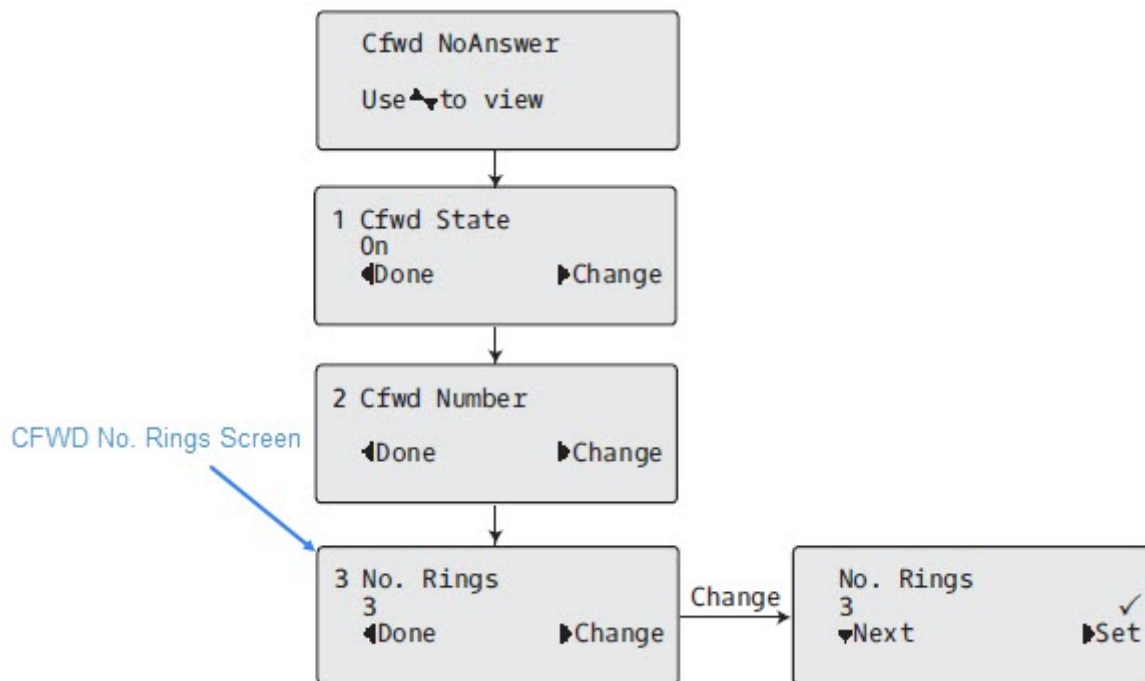 Cfwd NoAnswer
Use to view
1 Cfwd State
On
Done Change
2 Cfwd Number
Done Change
CFWD No. Rings Screen
3 No. Rings
3
Done Change
Change
No. Rings
3 ✓
Next Set